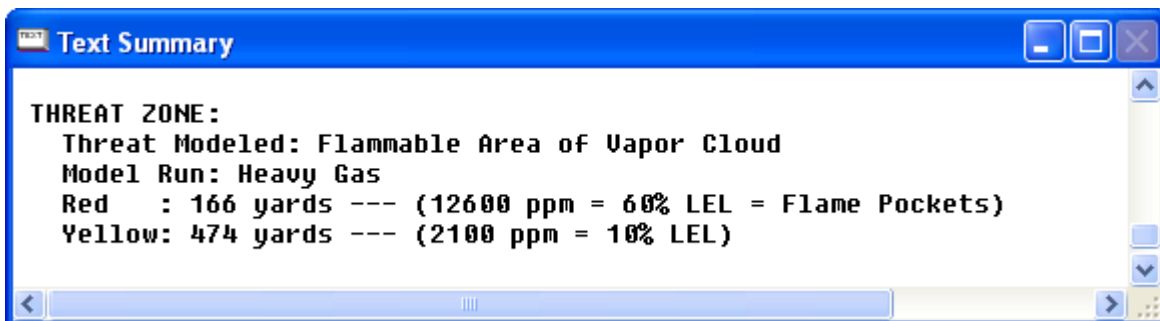 Text Summary
THREAT ZONE:
Threat Modeled: Flammable Area of Vapor Cloud
Model Run: Heavy Gas
Red   : 166 yards --- (12600 ppm = 60% LEL = Flame Pockets)
Yellow: 474 yards --- (2100 ppm = 10% LEL)